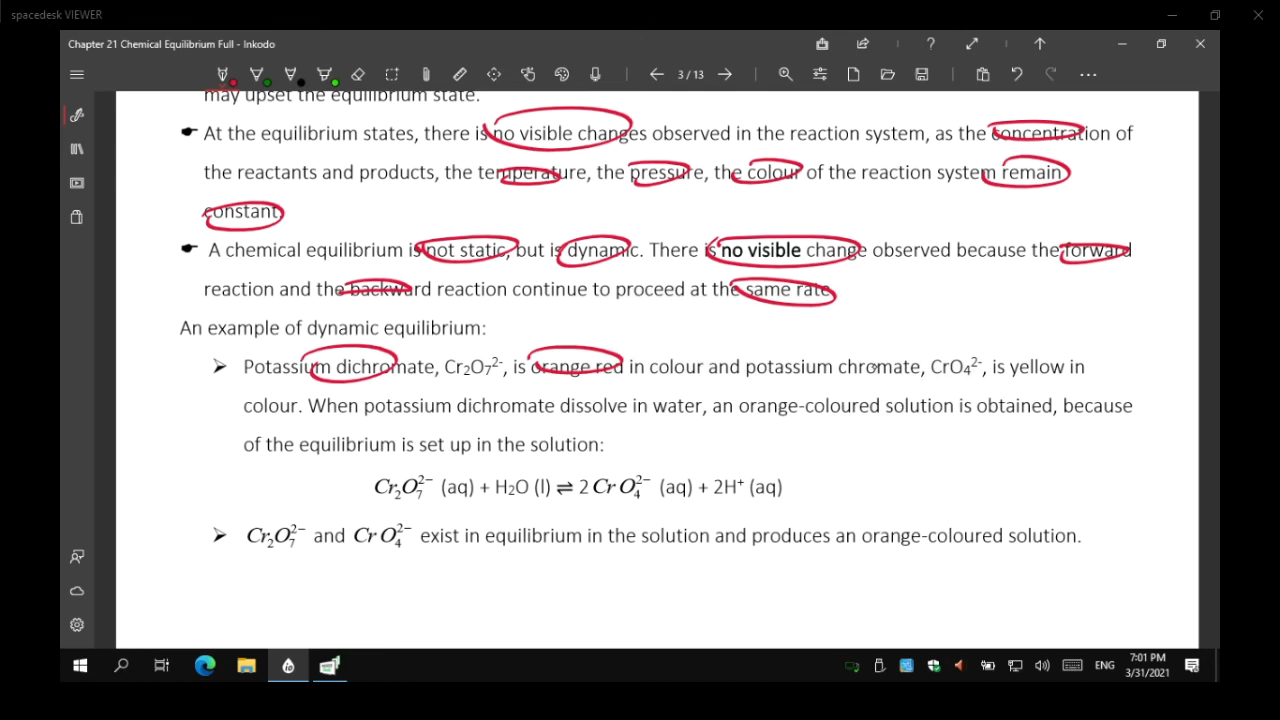 spacedesk VIEWER
Chapter 21 Chemical Equilibrium Full - Inkodo
3 / 13
may upset the equilibrium state.
At the equilibrium states, there is no visible changes observed in the reaction system, as the concentration of
the reactants and products, the temperature, the pressure, the colour of the reaction system remain
constant
A chemical equilibrium is not static, but is dynamic. There is no visible change observed because the forward
reaction and the backward reaction continue to proceed at the same rate
An example of dynamic equilibrium:
➢ Potassium dichromate, Cr₂O₇²⁻, is orange red in colour and potassium chromate, CrO₄²⁻, is yellow in
colour. When potassium dichromate dissolve in water, an orange-coloured solution is obtained, because
of the equilibrium is set up in the solution:
Cr₂O₇²⁻ (aq) + H₂O (l) ⇌ 2 CrO₄²⁻ (aq) + 2H⁺ (aq)
➢ Cr₂O₇²⁻ and CrO₄²⁻ exist in equilibrium in the solution and produces an orange-coloured solution.
ENG
7:01 PM
3/31/2021